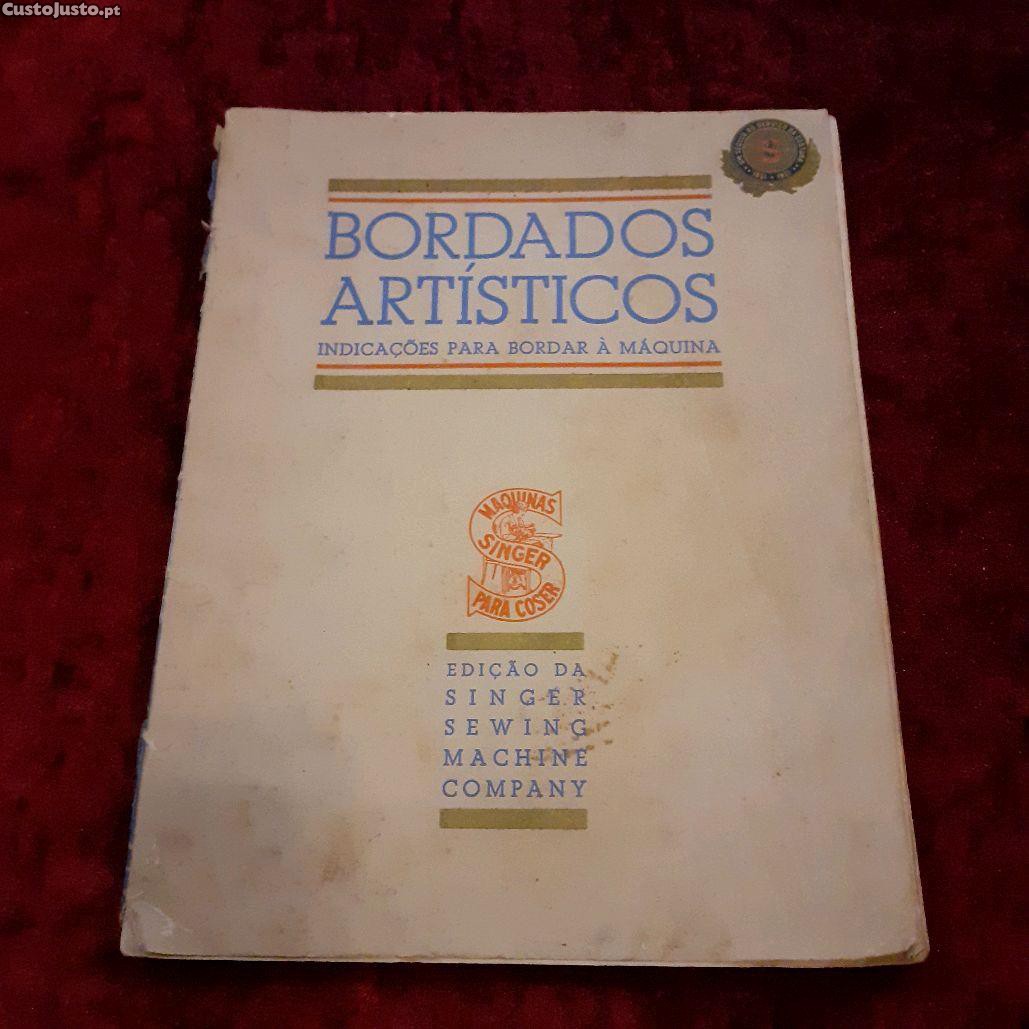 CustoJusto.pt
BORDADOS
ARTÍSTICOS
INDICAÇÕES PARA BORDAR À MÁQUINA
MAQUINAS
SINGER
PARA COSER
EDIÇÃO DA
SINGER
SEWING
MACHINE
COMPANY
S